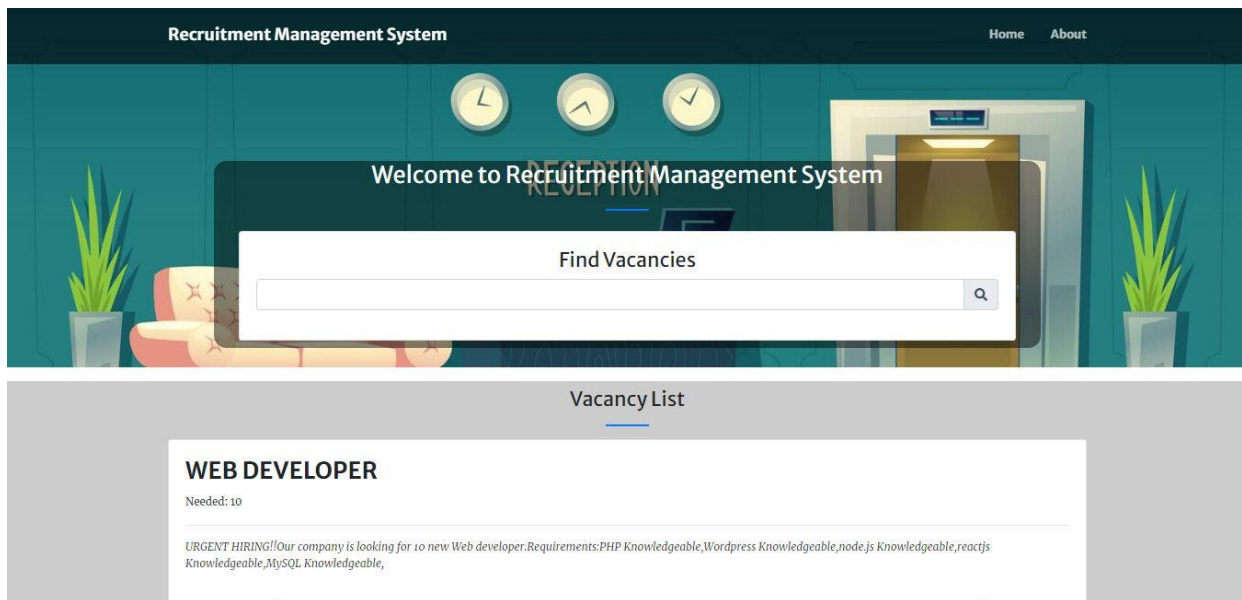 Recruitment Management System
Home About
RECEPTION
Welcome to Recruitment Management System
Find Vacancies
Vacancy List
WEB DEVELOPER
Needed: 10
URGENT HIRING!!Our company is looking for 10 new Web developer.Requirements:PHP Knowledgeable,Wordpress Knowledgeable,node.js Knowledgeable,reactjs
Knowledgeable,MySQL Knowledgeable,